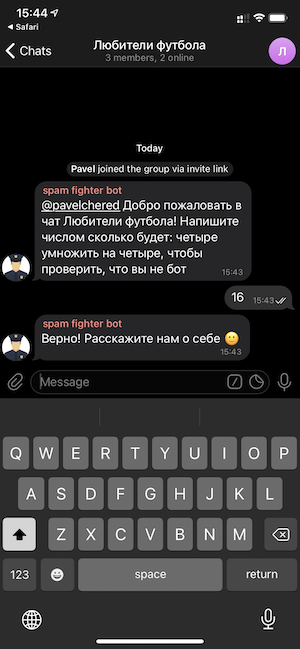 15:44
Safari
Chats
Любители футбола
3 members, 2 online
Л
Today
Pavel joined the group via invite link
spam fighter bot
@pavelchered Добро пожаловать в
чат Любители футбола! Напишите
числом сколько будет: четыре
умножить на четыре, чтобы
проверить, что вы не бот
15:43
16 15:43
spam fighter bot
Верно! Расскажите нам о себе 🙂
15:43
Message
Q W E R T Y U I O P
A S D F G H J K L
Z X C V B N M
123 space return